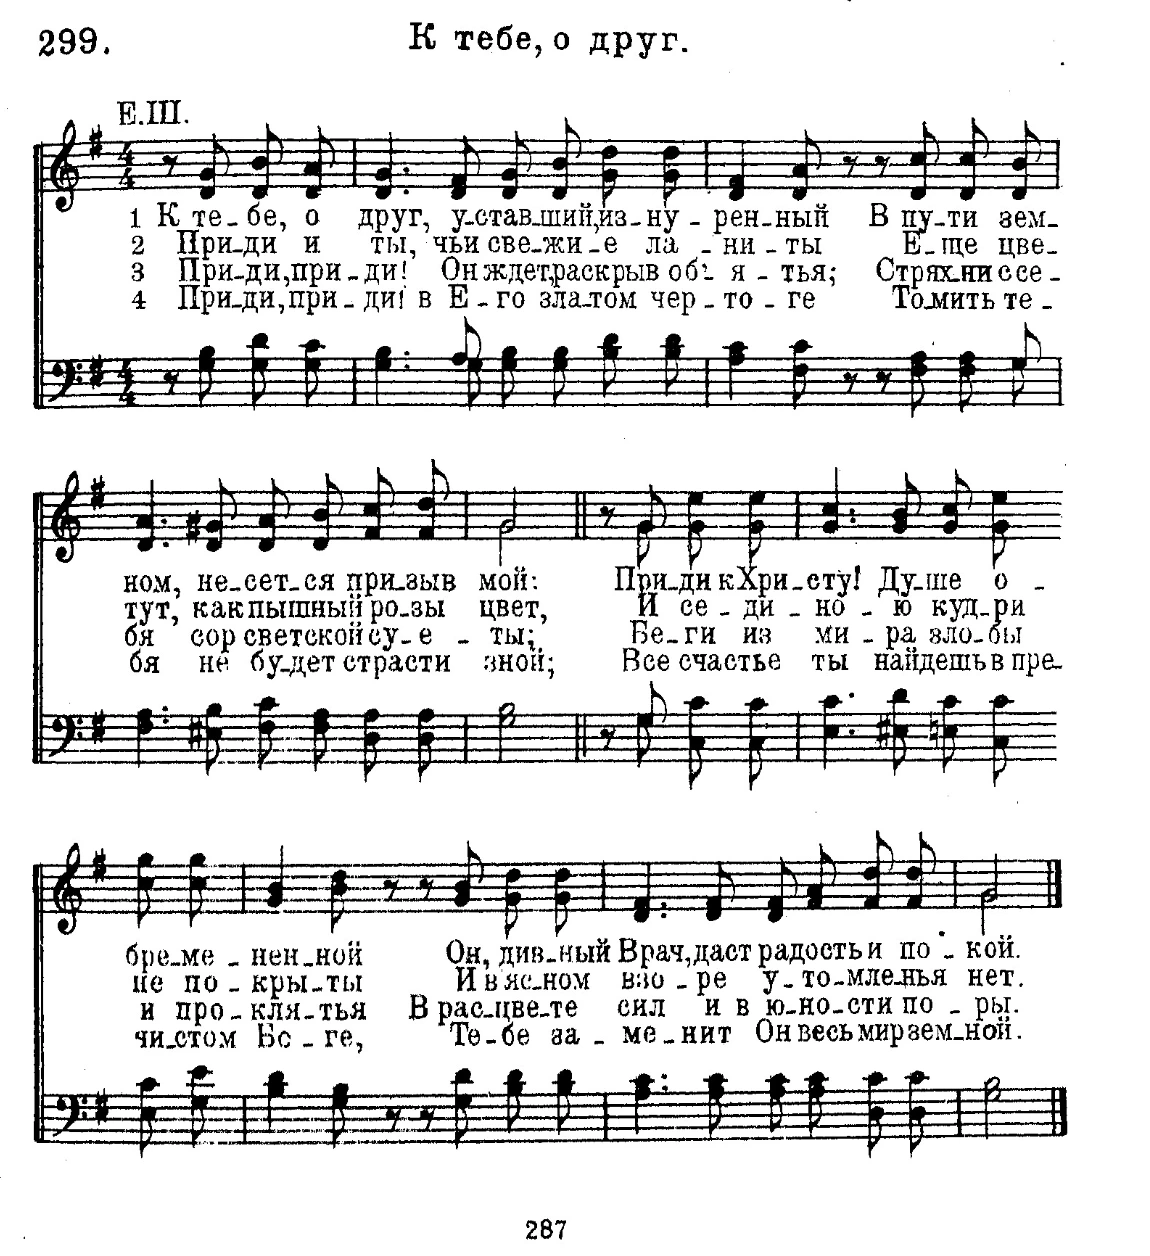 299.
К тебе, о друг.
Е.Ш.
1 К те-бе, о друг, у-став-ший, из-ну-рен-ный В пу-ти зем-
2 При-ди и ты, чьи све-жи-е ла-ни-ты Е-ще цве-
3 При-ди, при-ди! Он ждет, раскрыв объ-я-тья; Стрях-ни с се-
4 При-ди, при-ди! в Е-го зла-том чер-то-ге То-мить те-
ном, не-сет-ся при-зыв мой:
тут, как пышный ро-зы цвет,
бя сор светской су-е-ты;
бя не бу-дет страсти зной;
При-ди к Хри-сту! Ду-ше о-
И се-ди-но-ю куд-ри
Бе-ги из ми-ра зло-бы
Все счастье ты найдешь в пре-
бре-ме-нен-ной Он, див-ный Врач, даст радость и по-кой.
не по-кры-ты И в яс-ном взо-ре у-то-мле-нья нет.
и про-кля-тья В рас-цве-те сил и в ю-но-сти по-ры.
чи-стом Бо-ге, Те-бе за-ме-нит Он весь мир зем-ной.
287